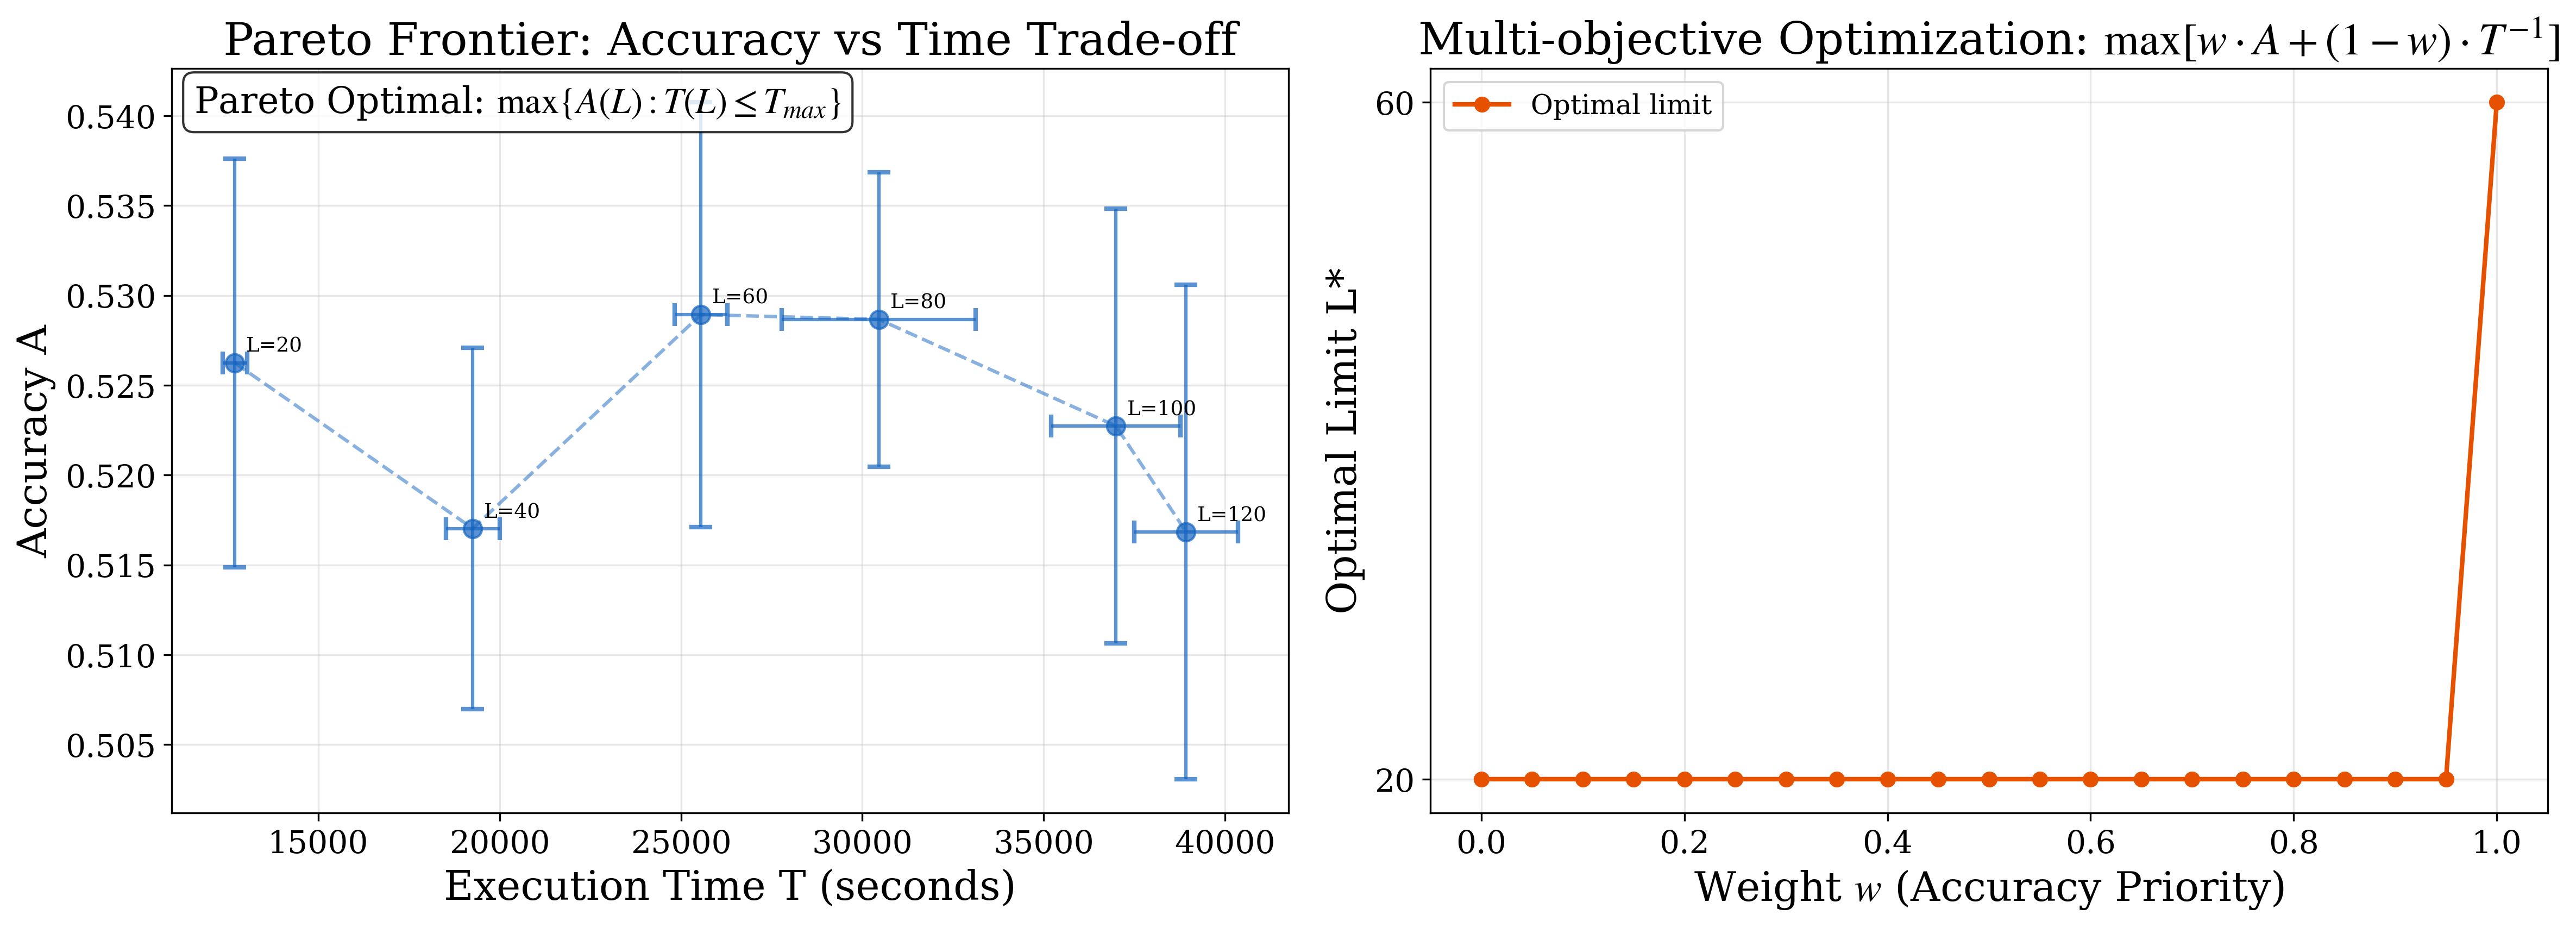 Pareto Frontier: Accuracy vs Time Trade-off
Pareto Optimal: max{A(L) : T(L) ≤ T_max}
0.540
0.535
0.530
0.525
0.520
0.515
0.510
0.505
Accuracy A
L=20
L=40
L=60
L=80
L=100
L=120
15000 20000 25000 30000 35000 40000
Execution Time T (seconds)
Multi-objective Optimization: max[w · A + (1 − w) · T⁻¹]
Optimal limit
60
20
Optimal Limit L*
0.0 0.2 0.4 0.6 0.8 1.0
Weight w (Accuracy Priority)